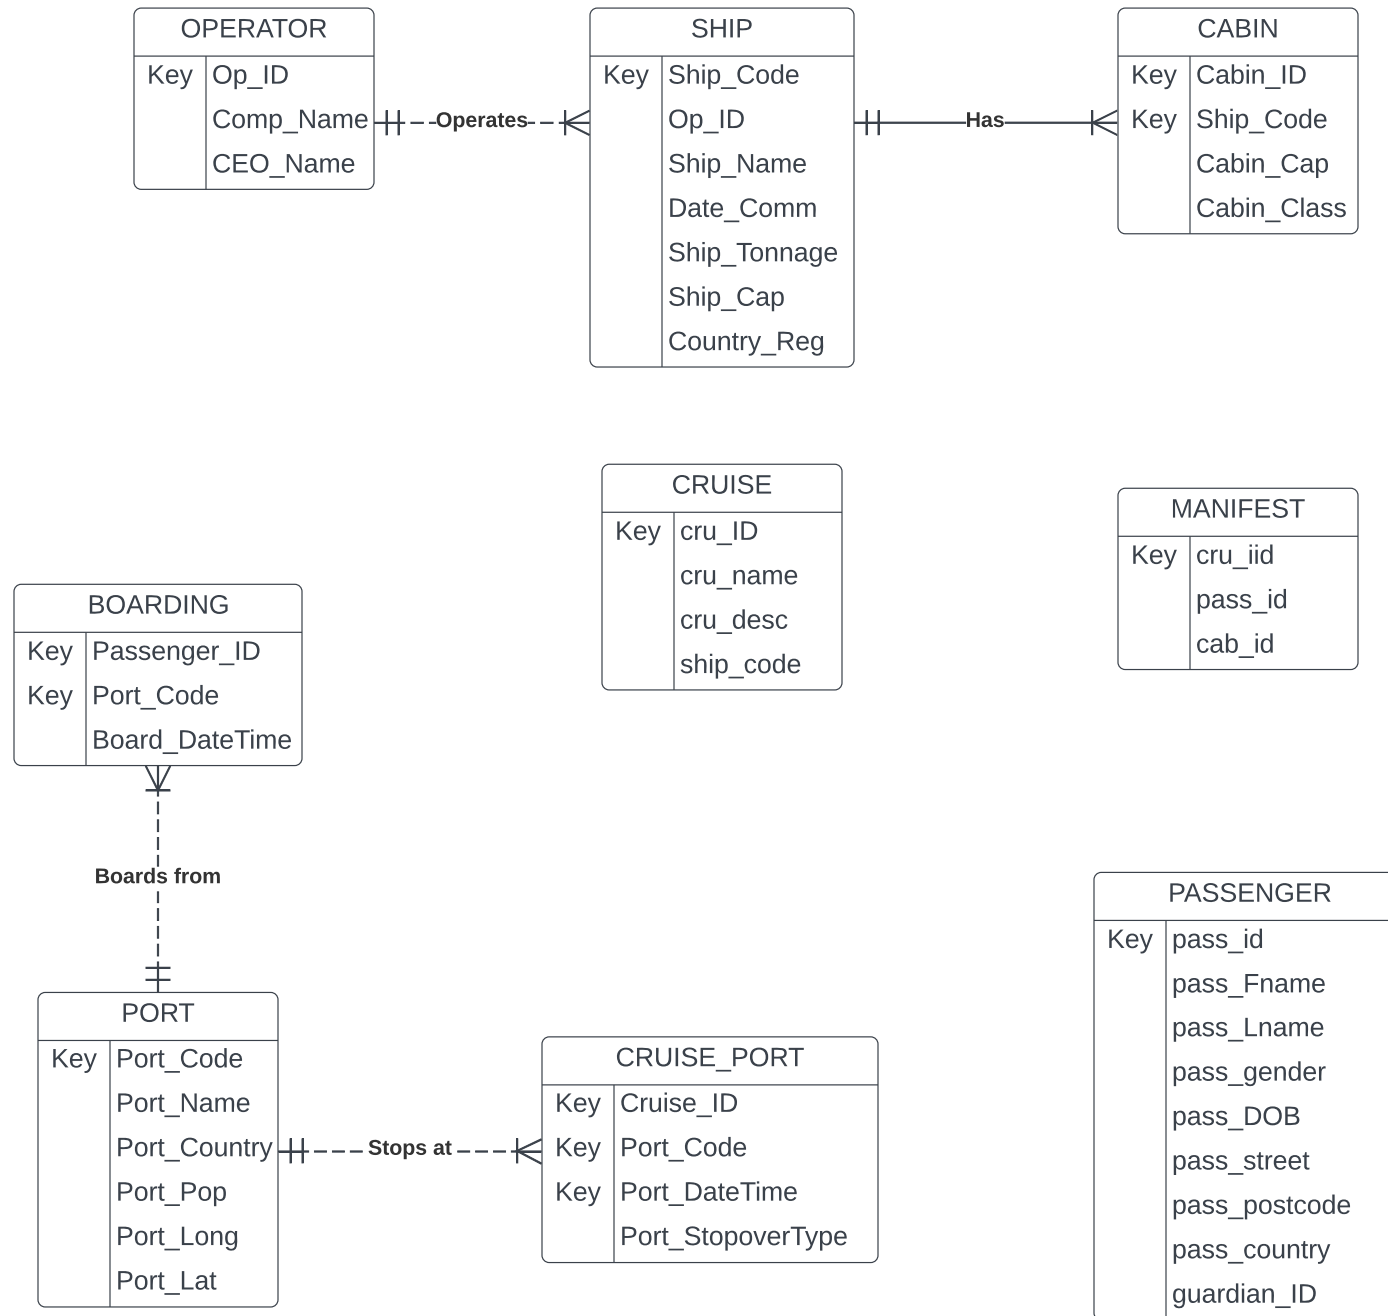 OPERATOR
Key Op_ID
Comp_Name
CEO_Name
Operates
SHIP
Key Ship_Code
Op_ID
Ship_Name
Date_Comm
Ship_Tonnage
Ship_Cap
Country_Reg
Has
CABIN
Key Cabin_ID
Key Ship_Code
Cabin_Cap
Cabin_Class
CRUISE
Key cru_ID
cru_name
cru_desc
ship_code
MANIFEST
Key cru_iid
pass_id
cab_id
BOARDING
Key Passenger_ID
Key Port_Code
Board_DateTime
Boards from
PORT
Key Port_Code
Port_Name
Port_Country
Port_Pop
Port_Long
Port_Lat
Stops at
CRUISE_PORT
Key Cruise_ID
Key Port_Code
Key Port_DateTime
Port_StopoverType
PASSENGER
Key pass_id
pass_Fname
pass_Lname
pass_gender
pass_DOB
pass_street
pass_postcode
pass_country
guardian_ID